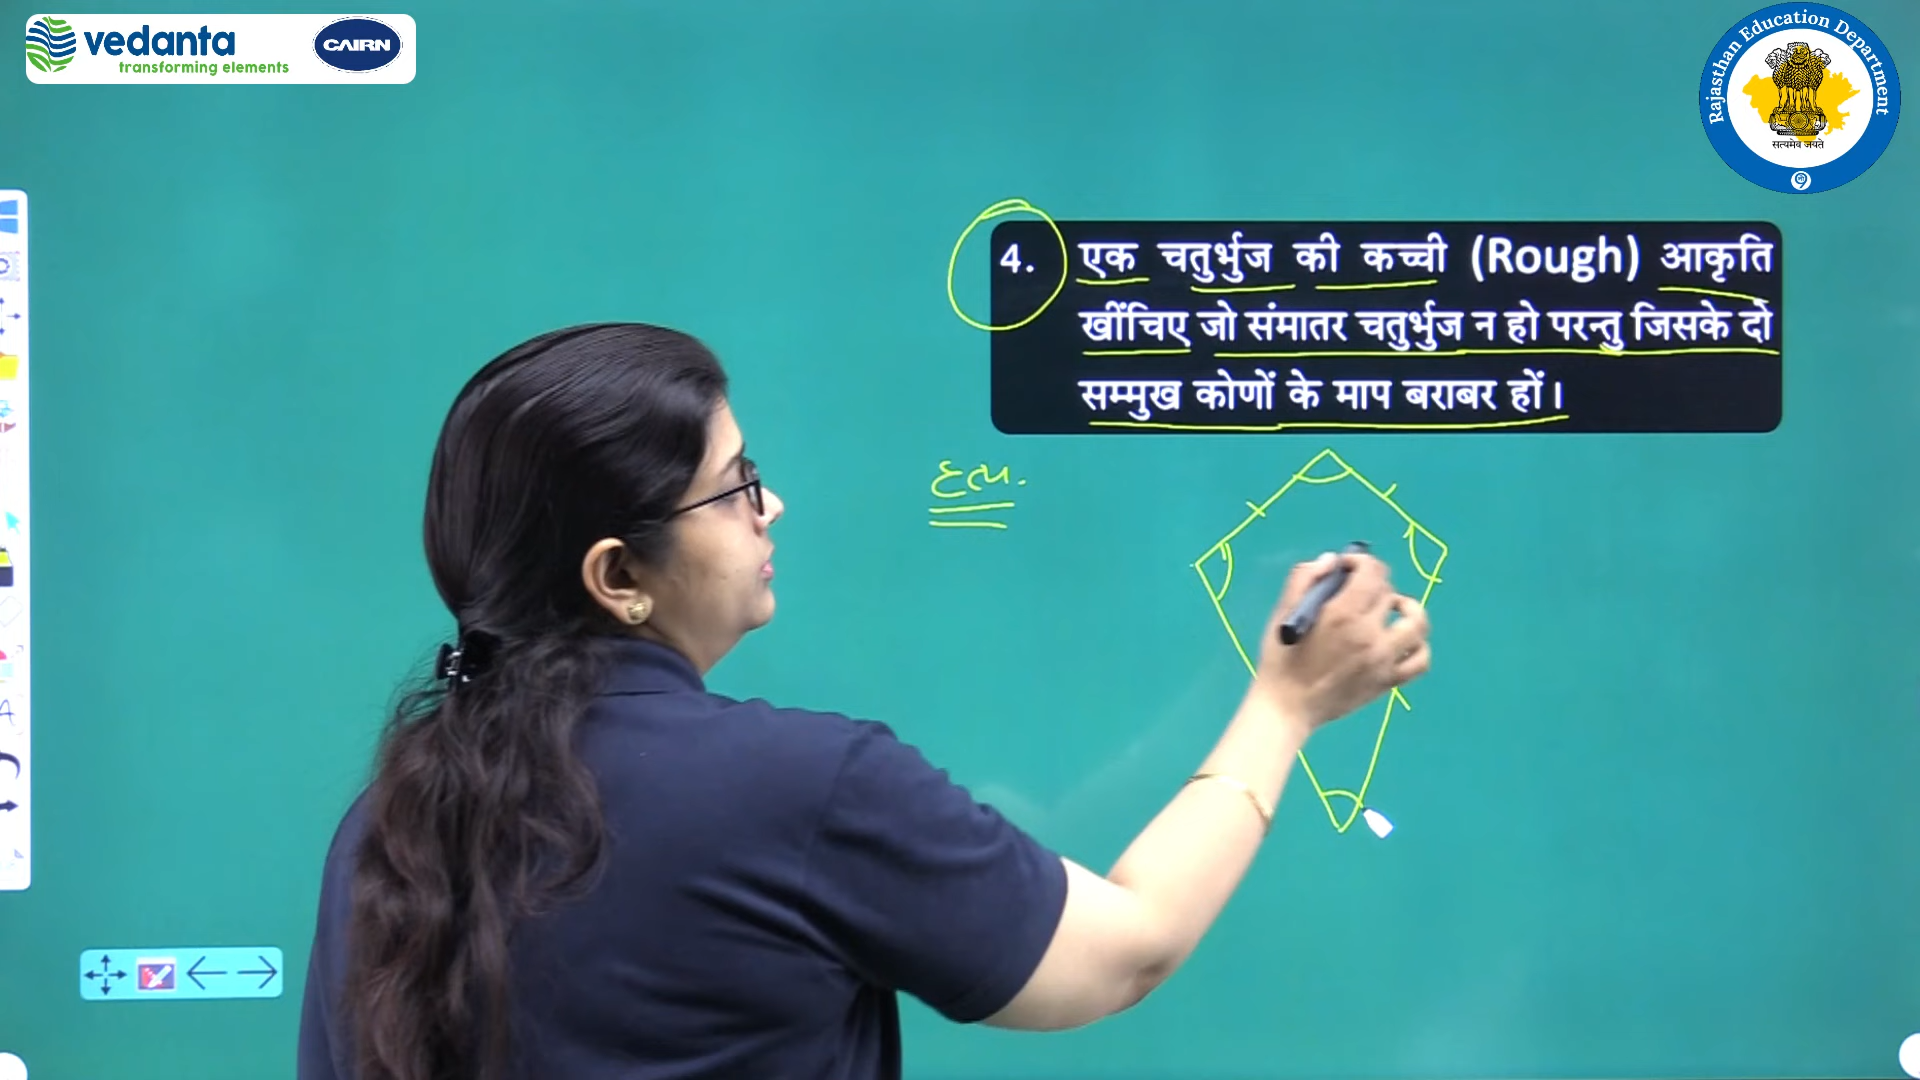 vedanta
transforming elements
CAIRN
Rajasthan Education Department
सत्यमेव जयते
4. एक चतुर्भुज की कच्ची (Rough) आकृति
खींचिए जो संमातर चतुर्भुज न हो परन्तु जिसके दो
सम्मुख कोणों के माप बराबर हों।
हल.